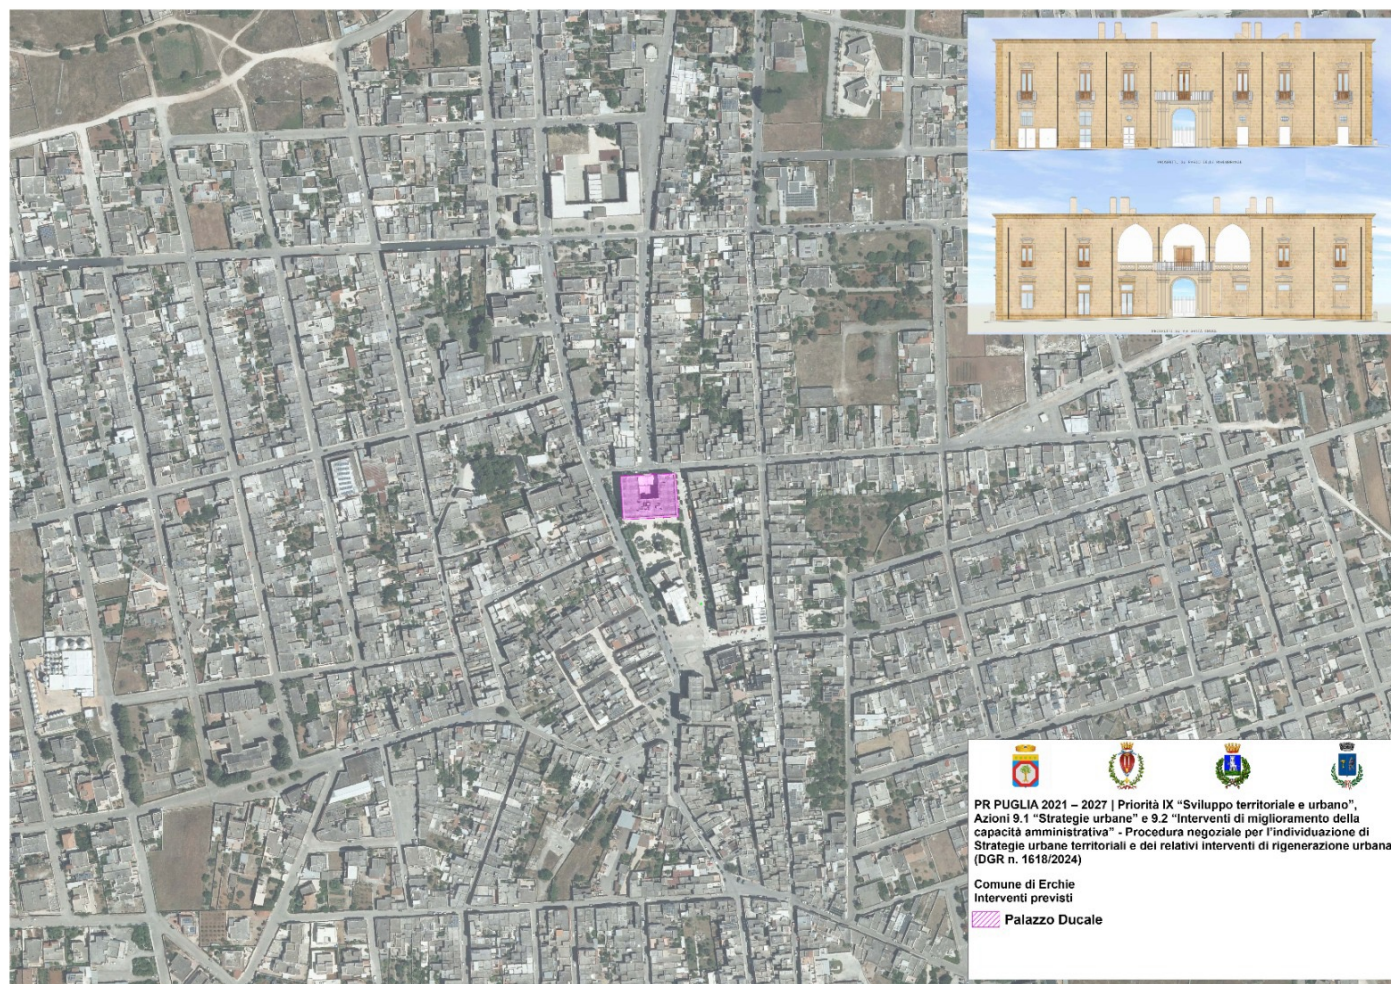 PR PUGLIA 2021 – 2027 | Priorità IX “Sviluppo territoriale e urbano”,
Azioni 9.1 “Strategie urbane” e 9.2 “Interventi di miglioramento della
capacità amministrativa” - Procedura negoziale per l’individuazione di
Strategie urbane territoriali e dei relativi interventi di rigenerazione urbana
(DGR n. 1618/2024)
Comune di Erchie
Interventi previsti
Palazzo Ducale